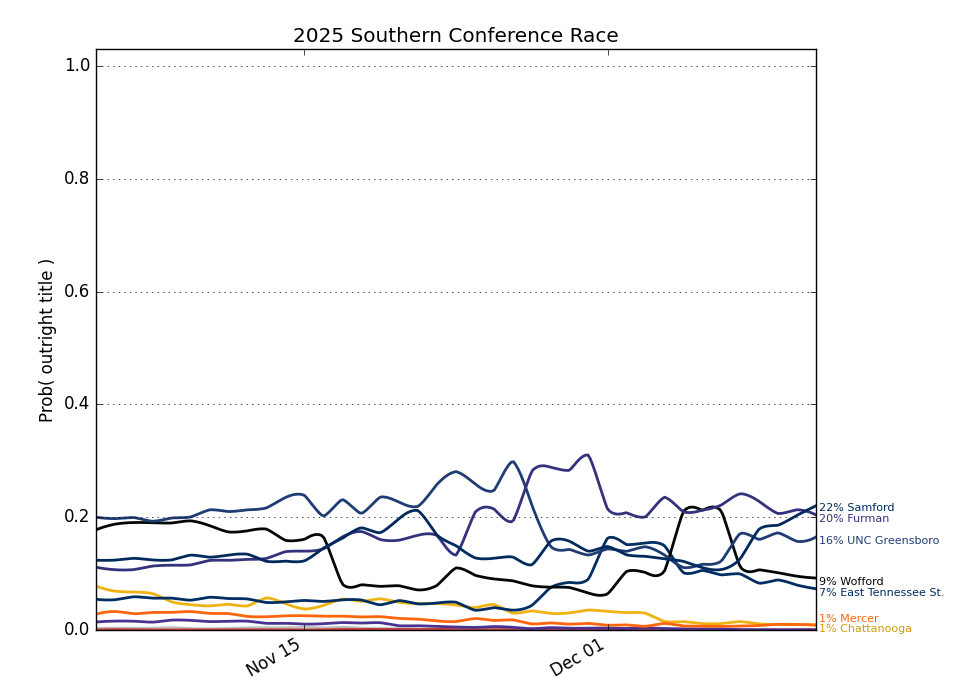 2025 Southern Conference Race
Prob( outright title )
1.0
0.8
0.6
0.4
0.2
0.0
Nov 15
Dec 01
22% Samford
20% Furman
16% UNC Greensboro
9% Wofford
7% East Tennessee St.
1% Mercer
1% Chattanooga